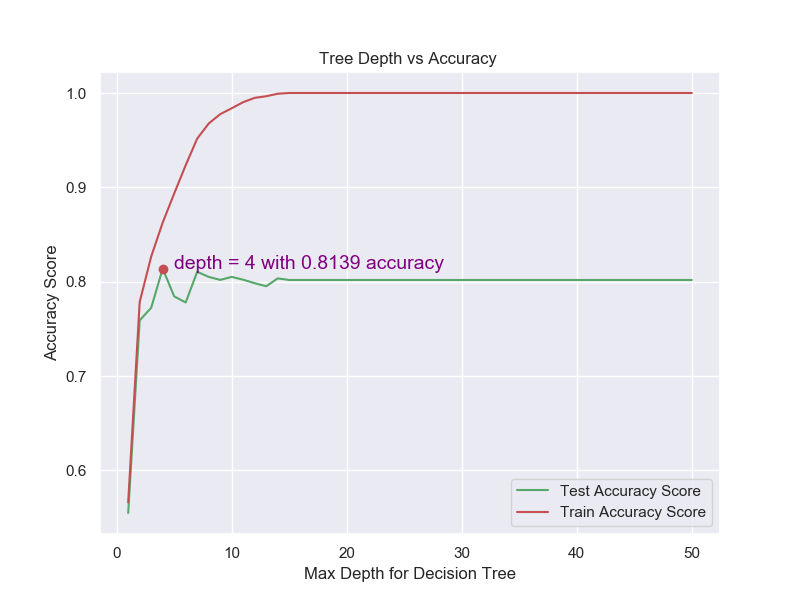 Tree Depth vs Accuracy
1.0
0.9
0.8
0.7
0.6
Accuracy Score
depth = 4 with 0.8139 accuracy
Test Accuracy Score
Train Accuracy Score
0 10 20 30 40 50
Max Depth for Decision Tree